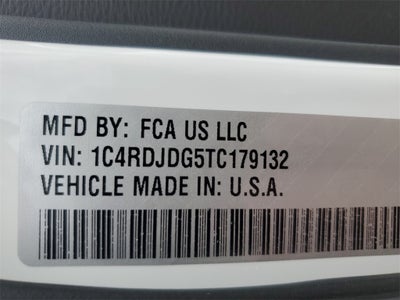 MFD BY: FCA US LLC
VIN: 1C4RDJDG5TC179132
VEHICLE MADE IN: U.S.A.